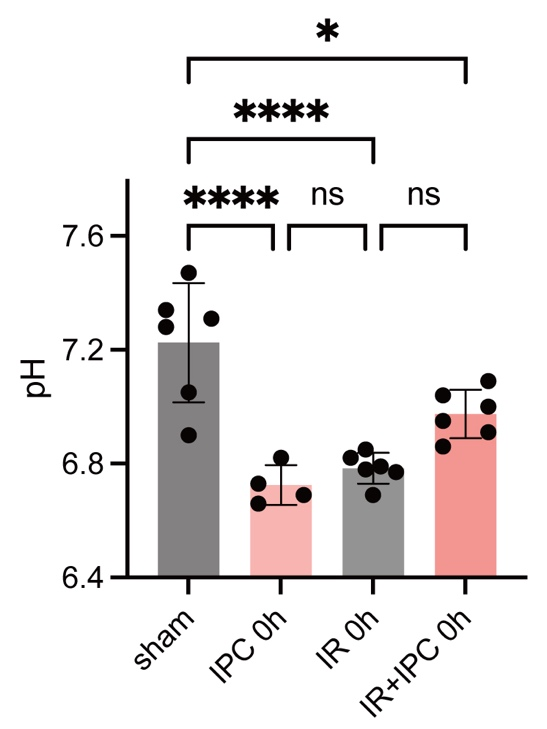 *
****
**** ns ns
7.6
7.2
6.8
6.4
pH
sham
IPC 0h
IR 0h
IR+IPC 0h